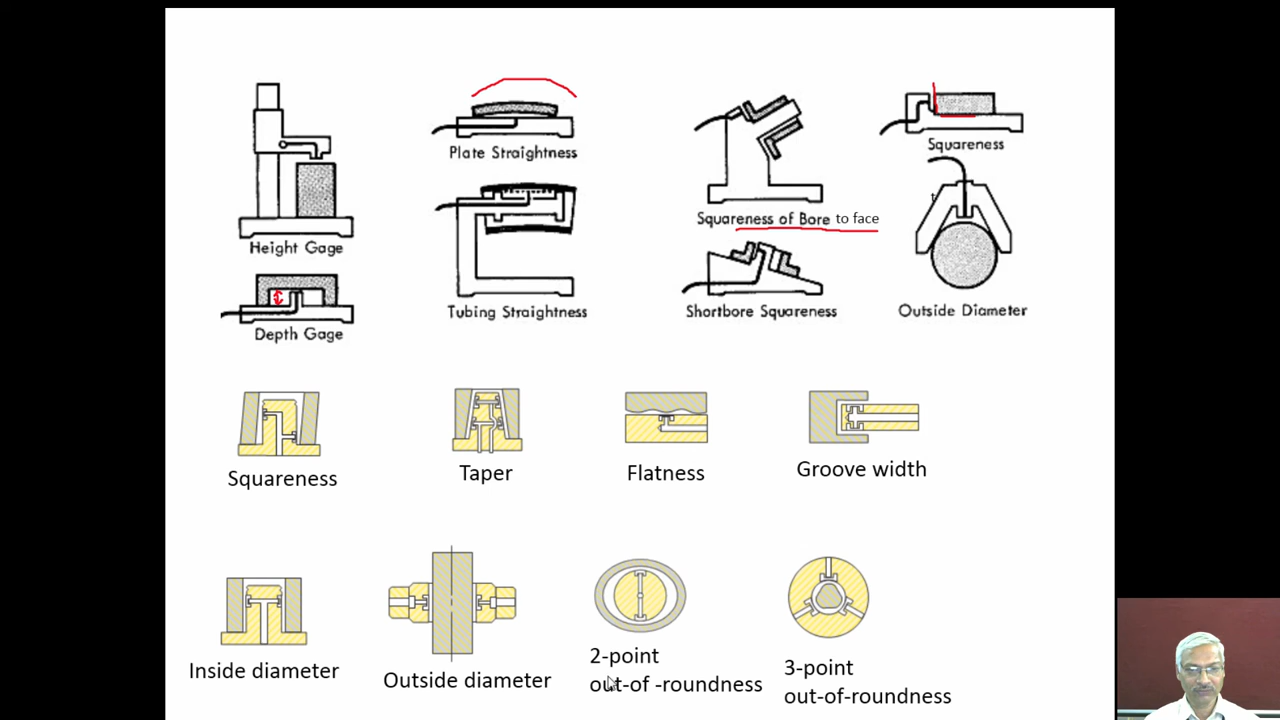 Plate Straightness
Squareness
Squareness of Bore to face
Height Gage
Tubing Straightness
Shortbore Squareness
Outside Diameter
Depth Gage
Squareness
Taper
Flatness
Groove width
Inside diameter
Outside diameter
2-point
out-of -roundness
3-point
out-of-roundness